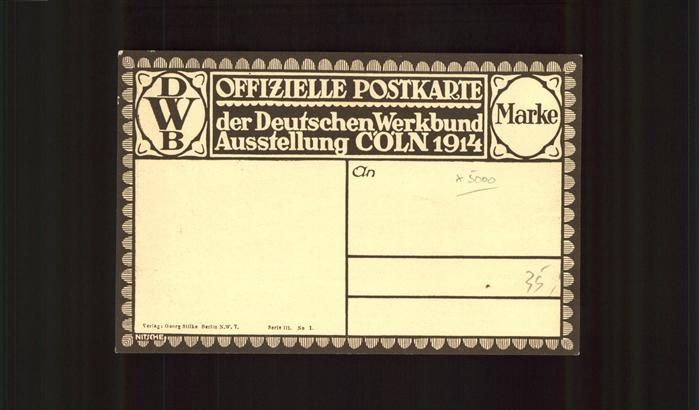 D
W
B
OFFIZIELLE POSTKARTE
der Deutschen Werkbund
Ausstellung CÖLN 1914
Marke
An
x 5000
35,
Verlag: Georg Stilke Berlin N.W. 7. Serie III. No 1.
NITSCHE